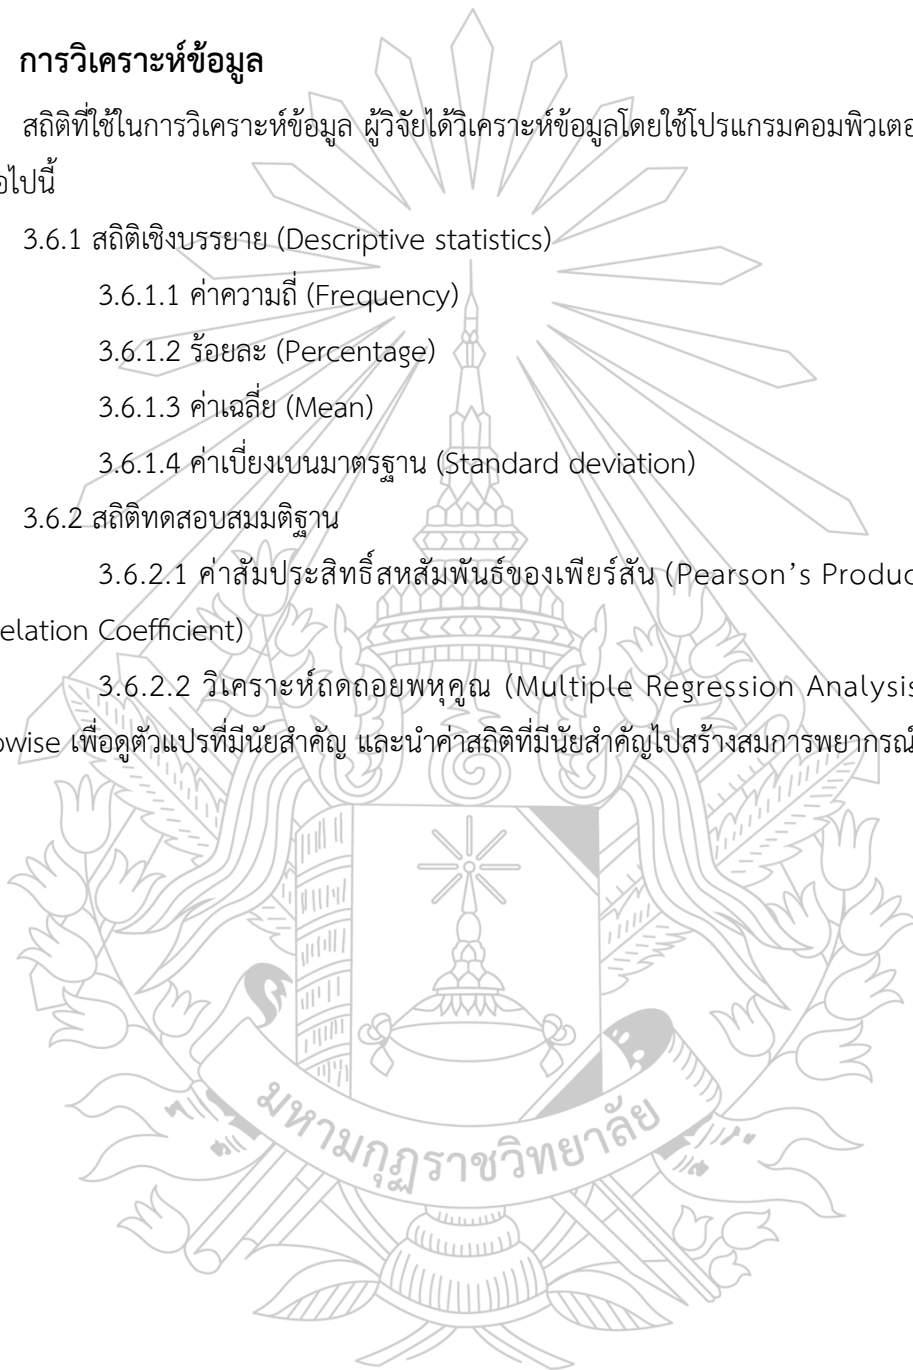 การวิเคราะห์ข้อมูล
สถิติที่ใช้ในการวิเคราะห์ข้อมูล ผู้วิจัยได้วิเคราะห์ข้อมูลโดยใช้โปรแกรมคอมพิวเตอ
อไปนี้
3.6.1 สถิติเชิงบรรยาย (Descriptive statistics)
3.6.1.1 ค่าความถี่ (Frequency)
3.6.1.2 ร้อยละ (Percentage)
3.6.1.3 ค่าเฉลี่ย (Mean)
3.6.1.4 ค่าเบี่ยงเบนมาตรฐาน (Standard deviation)
3.6.2 สถิติทดสอบสมมติฐาน
3.6.2.1 ค่าสัมประสิทธิ์สหสัมพันธ์ของเพียร์สัน (Pearson's Produc
elation Coefficient)
3.6.2.2 วิเคราะห์ถดถอยพหุคูณ (Multiple Regression Analysis
pwise เพื่อดูตัวแปรที่มีนัยสำคัญ และนำค่าสถิติที่มีนัยสำคัญไปสร้างสมการพยากรณ์
มหามกุฏราชวิทยาลัย